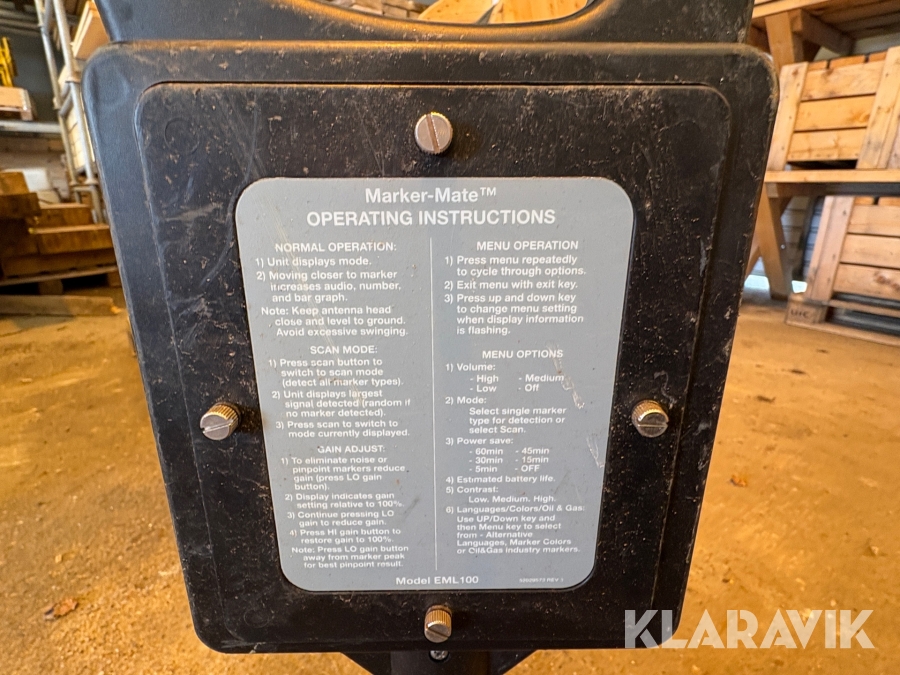 Marker-Mate™
OPERATING INSTRUCTIONS
NORMAL OPERATION:
1) Unit displays mode.
2) Moving closer to marker
increases audio, number,
and bar graph.
Note: Keep antenna head
close and level to ground.
Avoid excessive swinging.
SCAN MODE:
1) Press scan button to
switch to scan mode
(detect all marker types).
2) Unit displays largest
signal detected (random if
no marker detected).
3) Press scan to switch to
mode currently displayed.
GAIN ADJUST:
1) To eliminate noise or
pinpoint markers reduce
gain (press LO gain
button).
2) Display indicates gain
setting relative to 100%.
3) Continue pressing LO
gain to reduce gain.
4) Press HI gain button to
restore gain to 100%.
Note: Press LO gain button
away from marker peak
for best pinpoint result.
MENU OPERATION
1) Press menu repeatedly
to cycle through options.
2) Exit menu with exit key.
3) Press up and down key
to change menu setting
when display information
is flashing.
MENU OPTIONS
1) Volume:
- High - Medium
- Low - Off
2) Mode:
Select single marker
type for detection or
select Scan.
3) Power save:
- 60min - 45min
- 30min - 15min
- 5min - OFF
4) Estimated battery life.
5) Contrast:
Low, Medium, High.
6) Languages/Colors/Oil & Gas:
Use UP/Down key and
then Menu key to select
from - Alternative
Languages, Marker Colors
or Oil&Gas industry markers.
Model EML100
REV
KLARAVIK